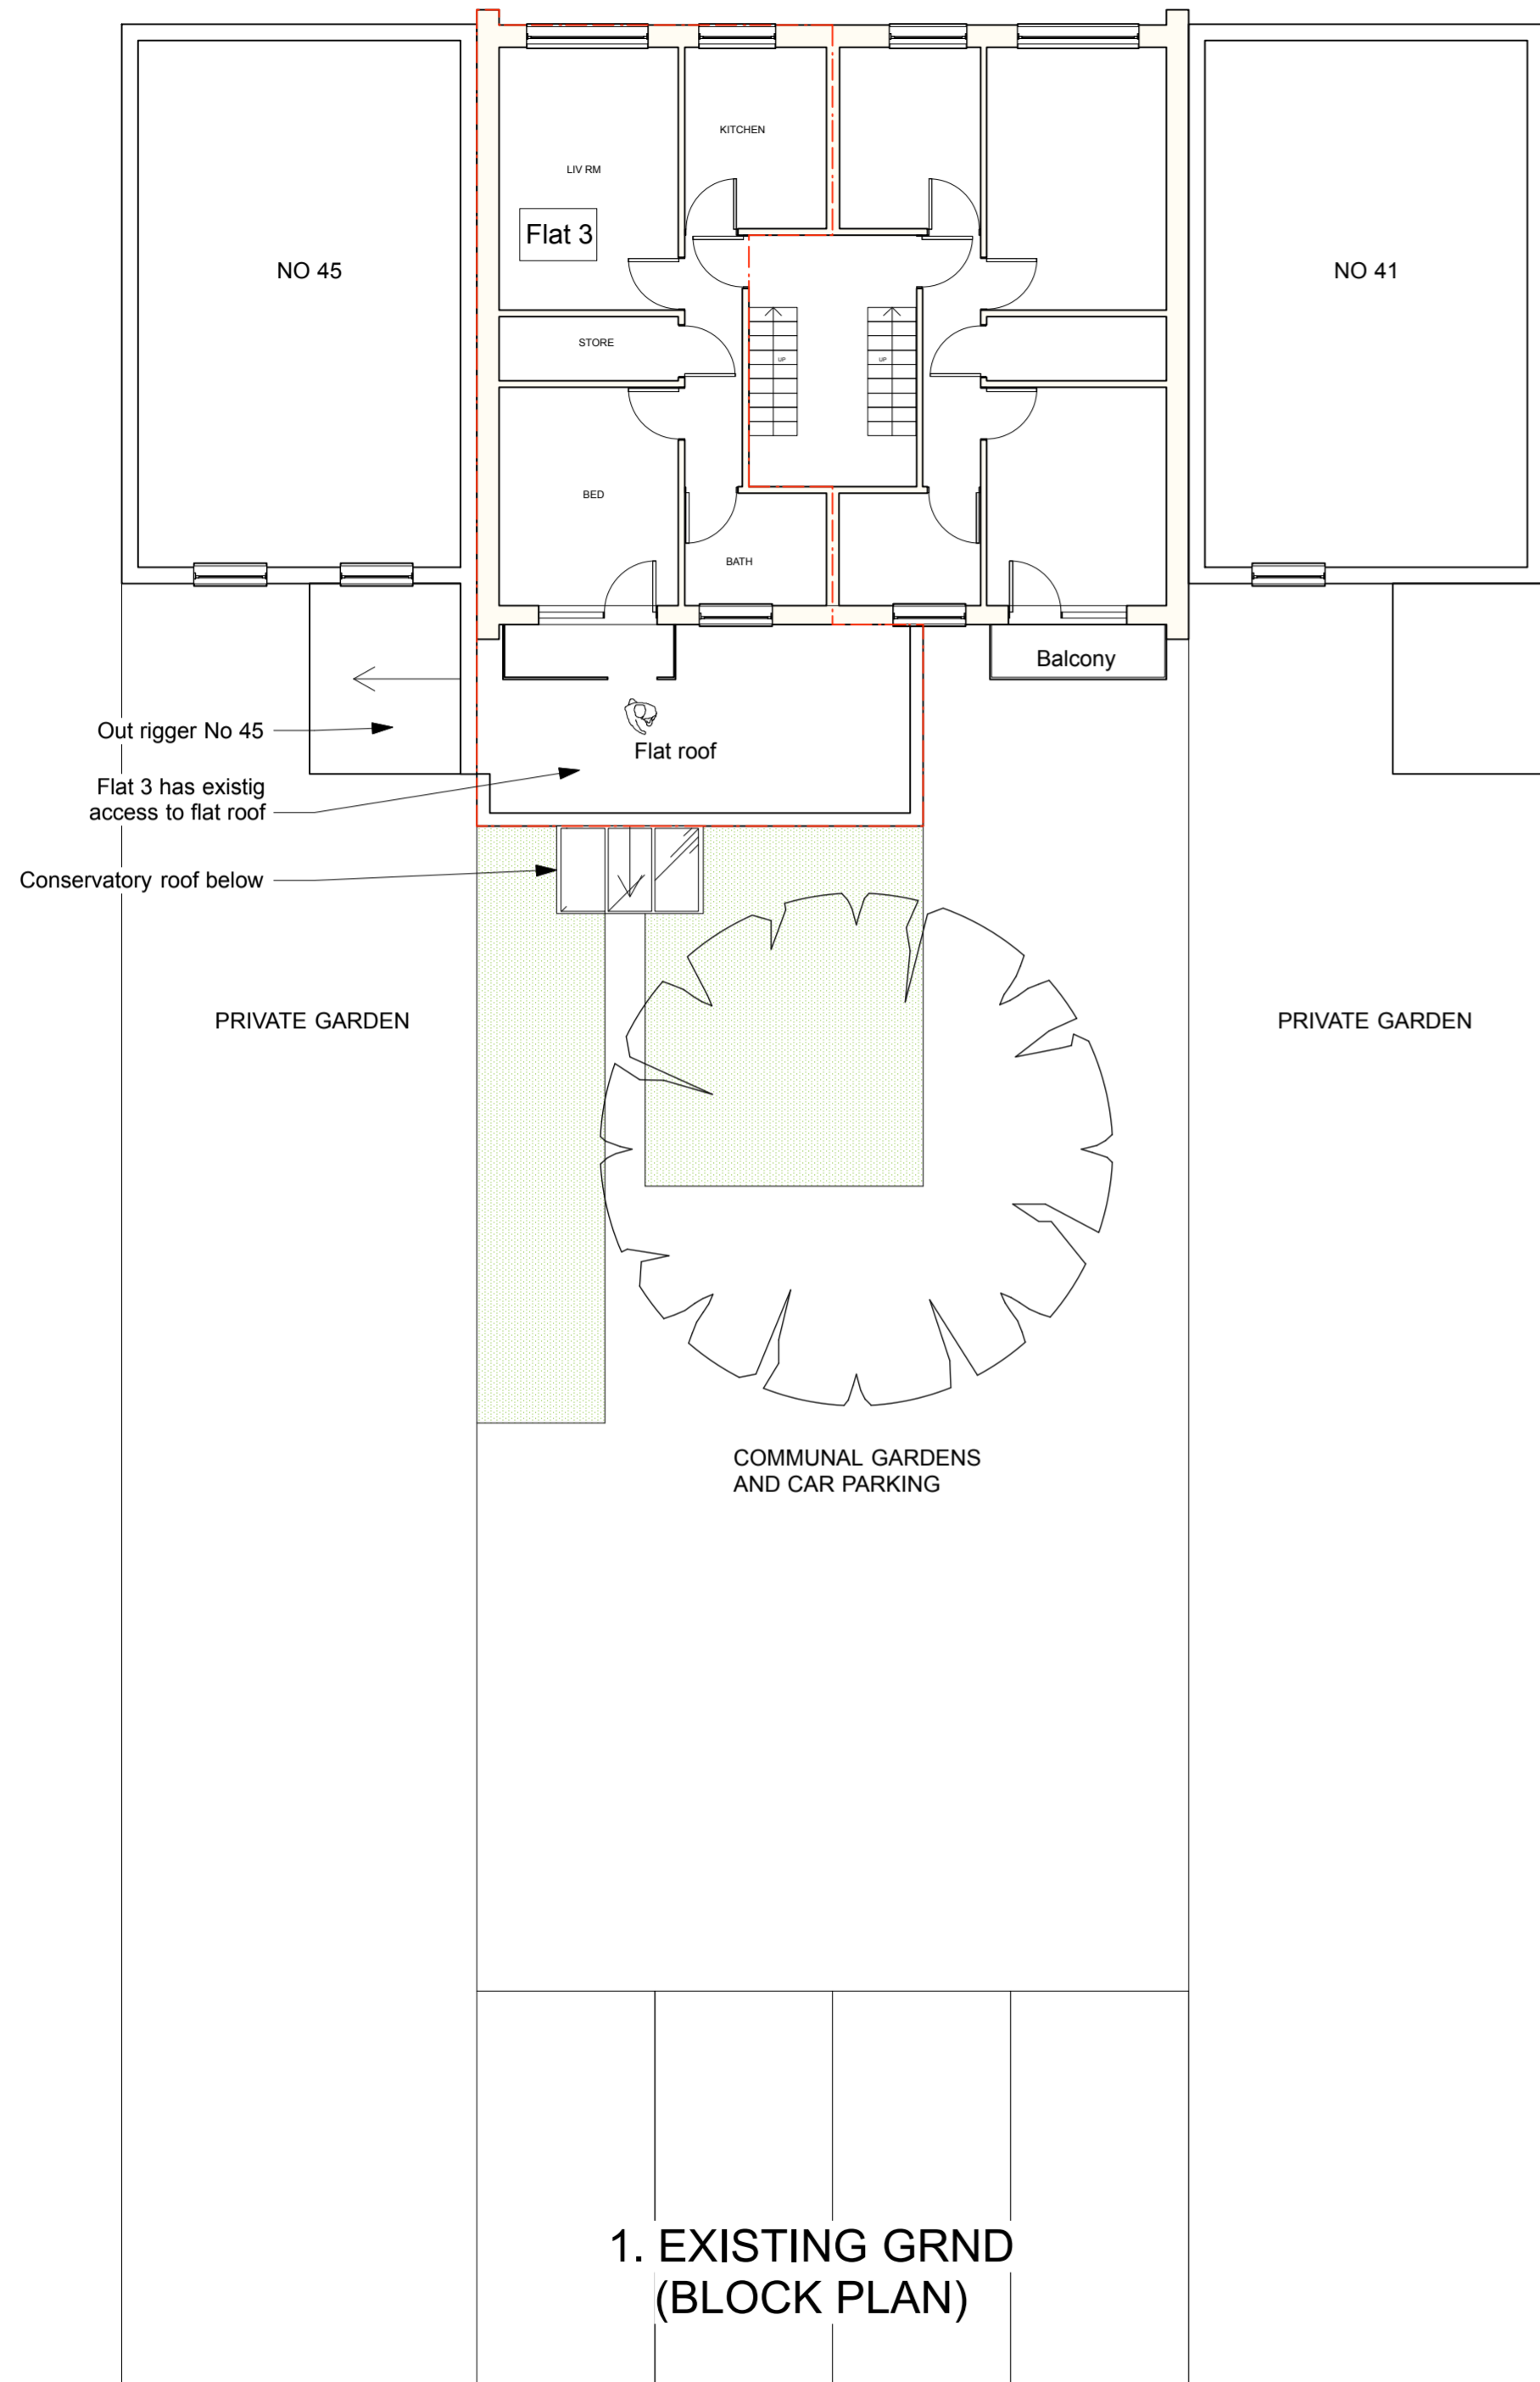 KITCHEN
LIV RM
Flat 3
NO 45
NO 41
STORE
UP
UP
BED
BATH
Balcony
Out rigger No 45
Flat roof
Flat 3 has existig
access to flat roof
Conservatory roof below
PRIVATE GARDEN
PRIVATE GARDEN
COMMUNAL GARDENS
AND CAR PARKING
1. EXISTING GRND
(BLOCK PLAN)